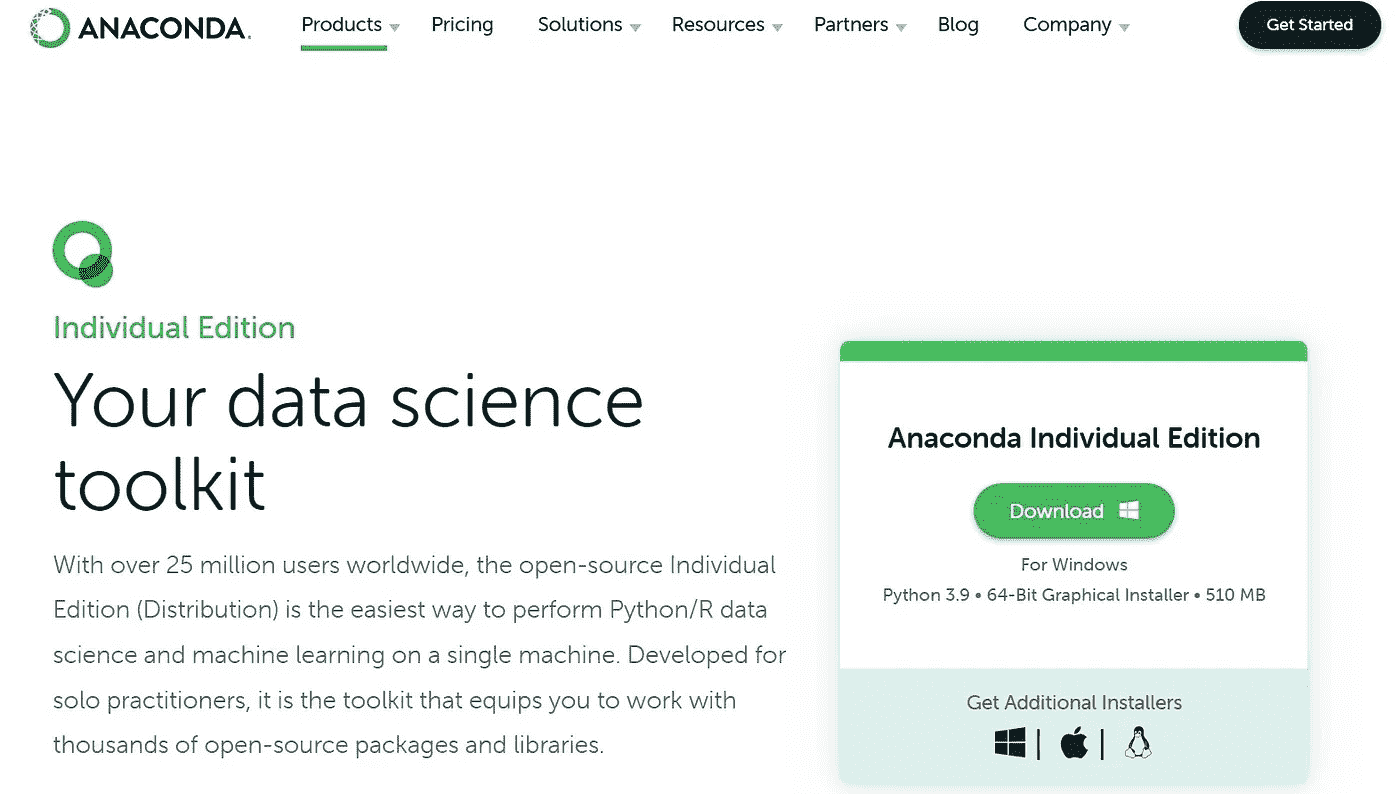 ANACONDA.
Products
Pricing
Solutions
Resources
Partners
Blog
Company
Get Started
Individual Edition
Your data science
toolkit
With over 25 million users worldwide, the open-source Individual
Edition (Distribution) is the easiest way to perform Python/R data
science and machine learning on a single machine. Developed for
solo practitioners, it is the toolkit that equips you to work with
thousands of open-source packages and libraries.
Anaconda Individual Edition
Download
For Windows
Python 3.9 • 64-Bit Graphical Installer • 510 MB
Get Additional Installers